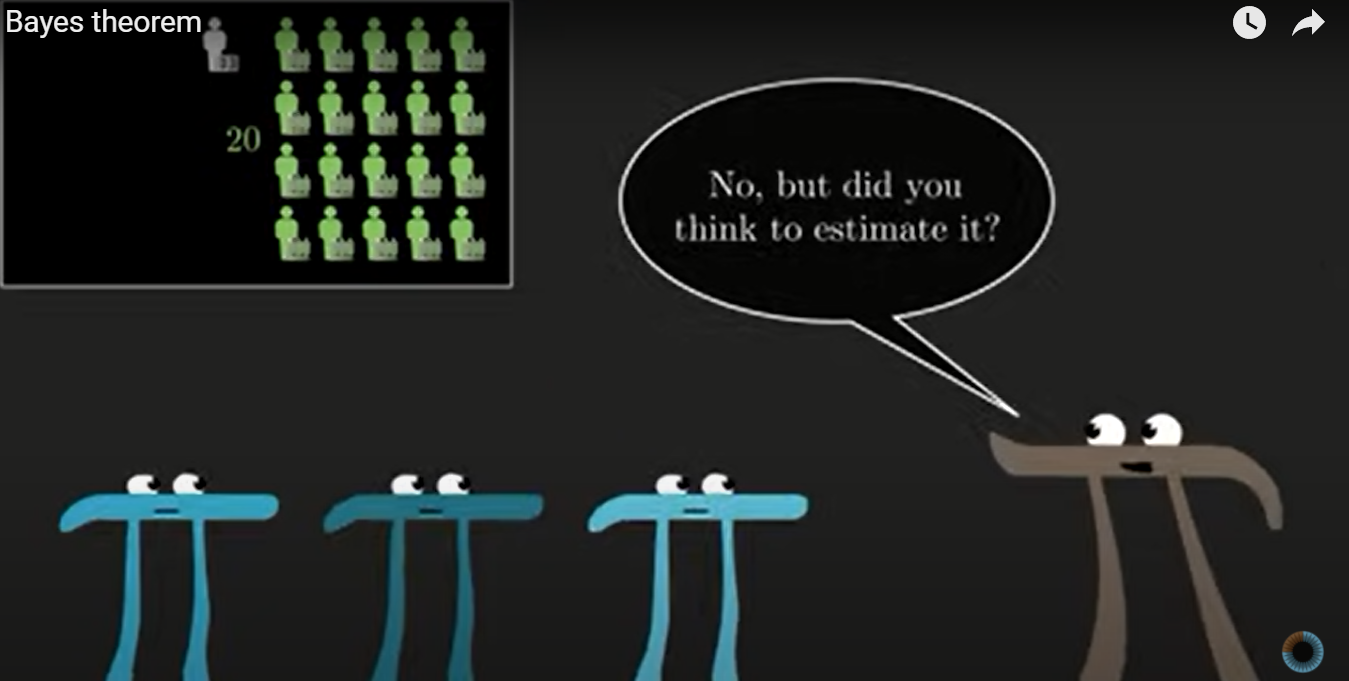 Bayes theorem
20
No, but did you
think to estimate it?